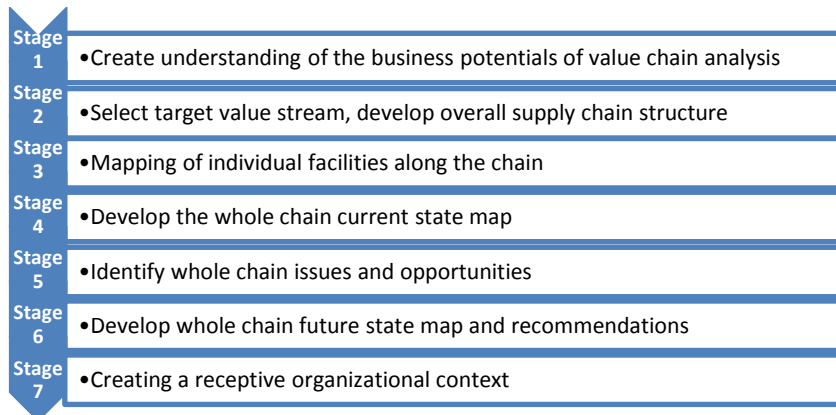 Stage
1
•Create understanding of the business potentials of value chain analysis
Stage
2
•Select target value stream, develop overall supply chain structure
Stage
3
•Mapping of individual facilities along the chain
Stage
4
•Develop the whole chain current state map
Stage
5
•Identify whole chain issues and opportunities
Stage
6
•Develop whole chain future state map and recommendations
Stage
7
•Creating a receptive organizational context